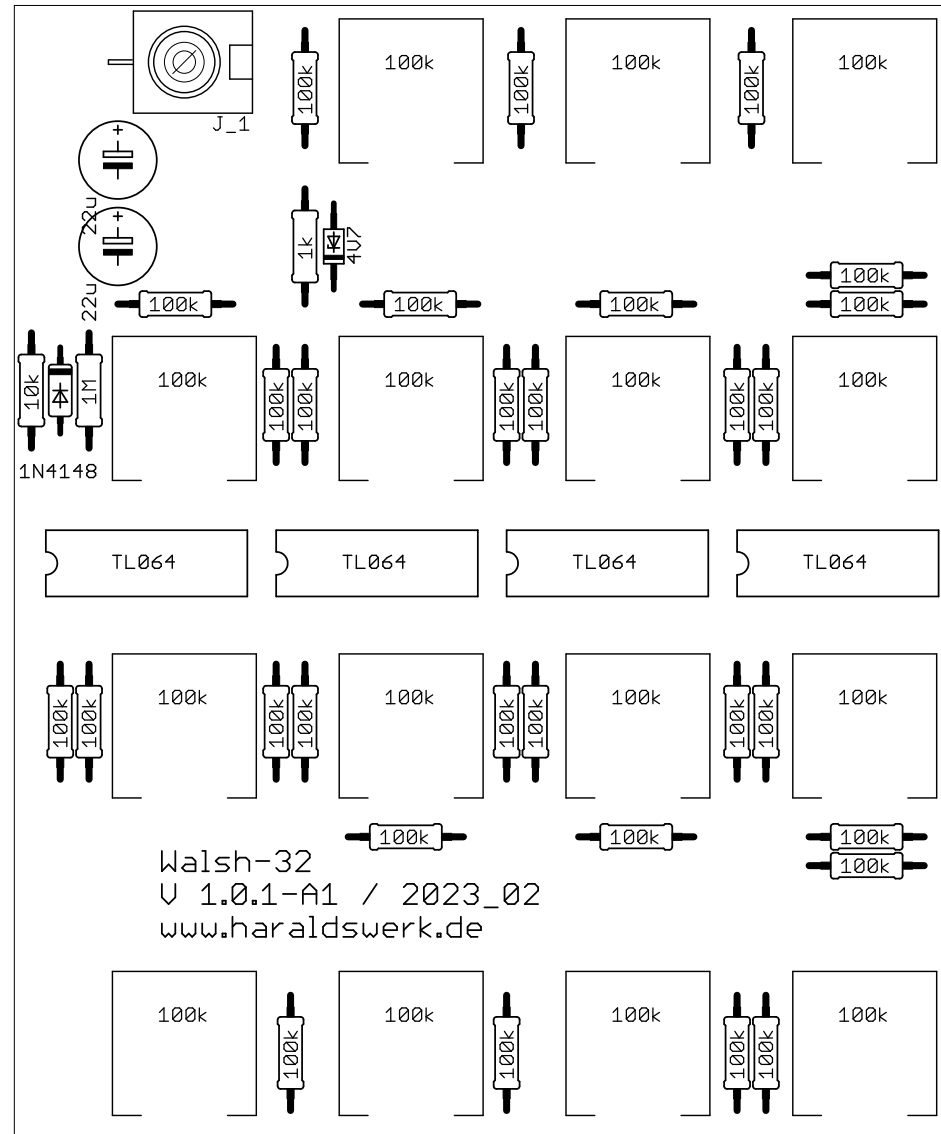 100k 100k 100k 100k 100k 100k
J_1
22u
1k 4V7
100k
22u 100k 100k 100k 100k
10k 1M 100k 100k 100k 100k 100k 100k 100k 100k 100k 100k
1N4148
TL064 TL064 TL064 TL064
100k 100k 100k 100k 100k 100k 100k 100k 100k 100k 100k 100k
100k 100k 100k
100k
Walsh-32
V 1.0.1-A1 / 2023_02
www.haraldswerk.de
100k 100k 100k 100k 100k 100k 100k 100k